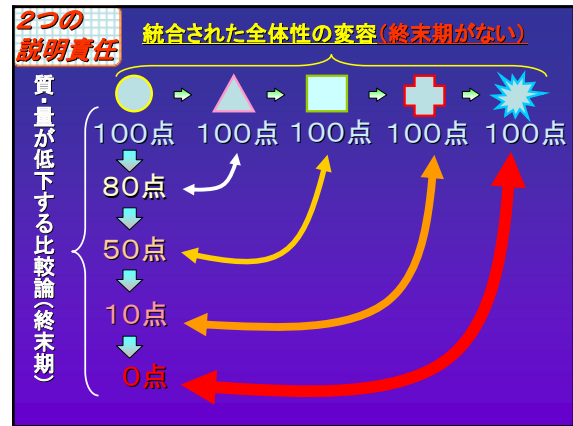 2つの
説明責任
統合された全体性の変容(終末期がない)
質・量が低下する比較論(終末期)
100点
100点
100点
100点
100点
80点
50点
10点
0点